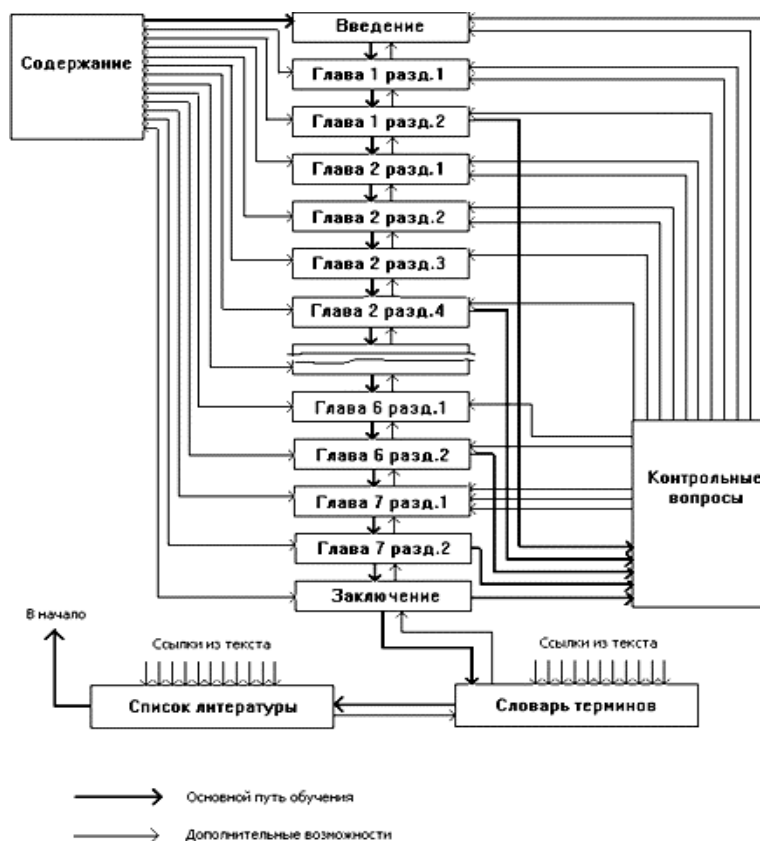 Введение
Содержание
Глава 1 разд.1
Глава 1 разд.2
Глава 2 разд.1
Глава 2 разд.2
Глава 2 разд.3
Глава 2 разд.4
Глава 6 разд.1
Глава 6 разд.2
Контрольные
вопросы
Глава 7 разд.1
Глава 7 разд.2
Заключение
В начало
Ссылки из текста
Ссылки из текста
Список литературы
Словарь терминов
Основной путь обучения
Дополнительные возможности